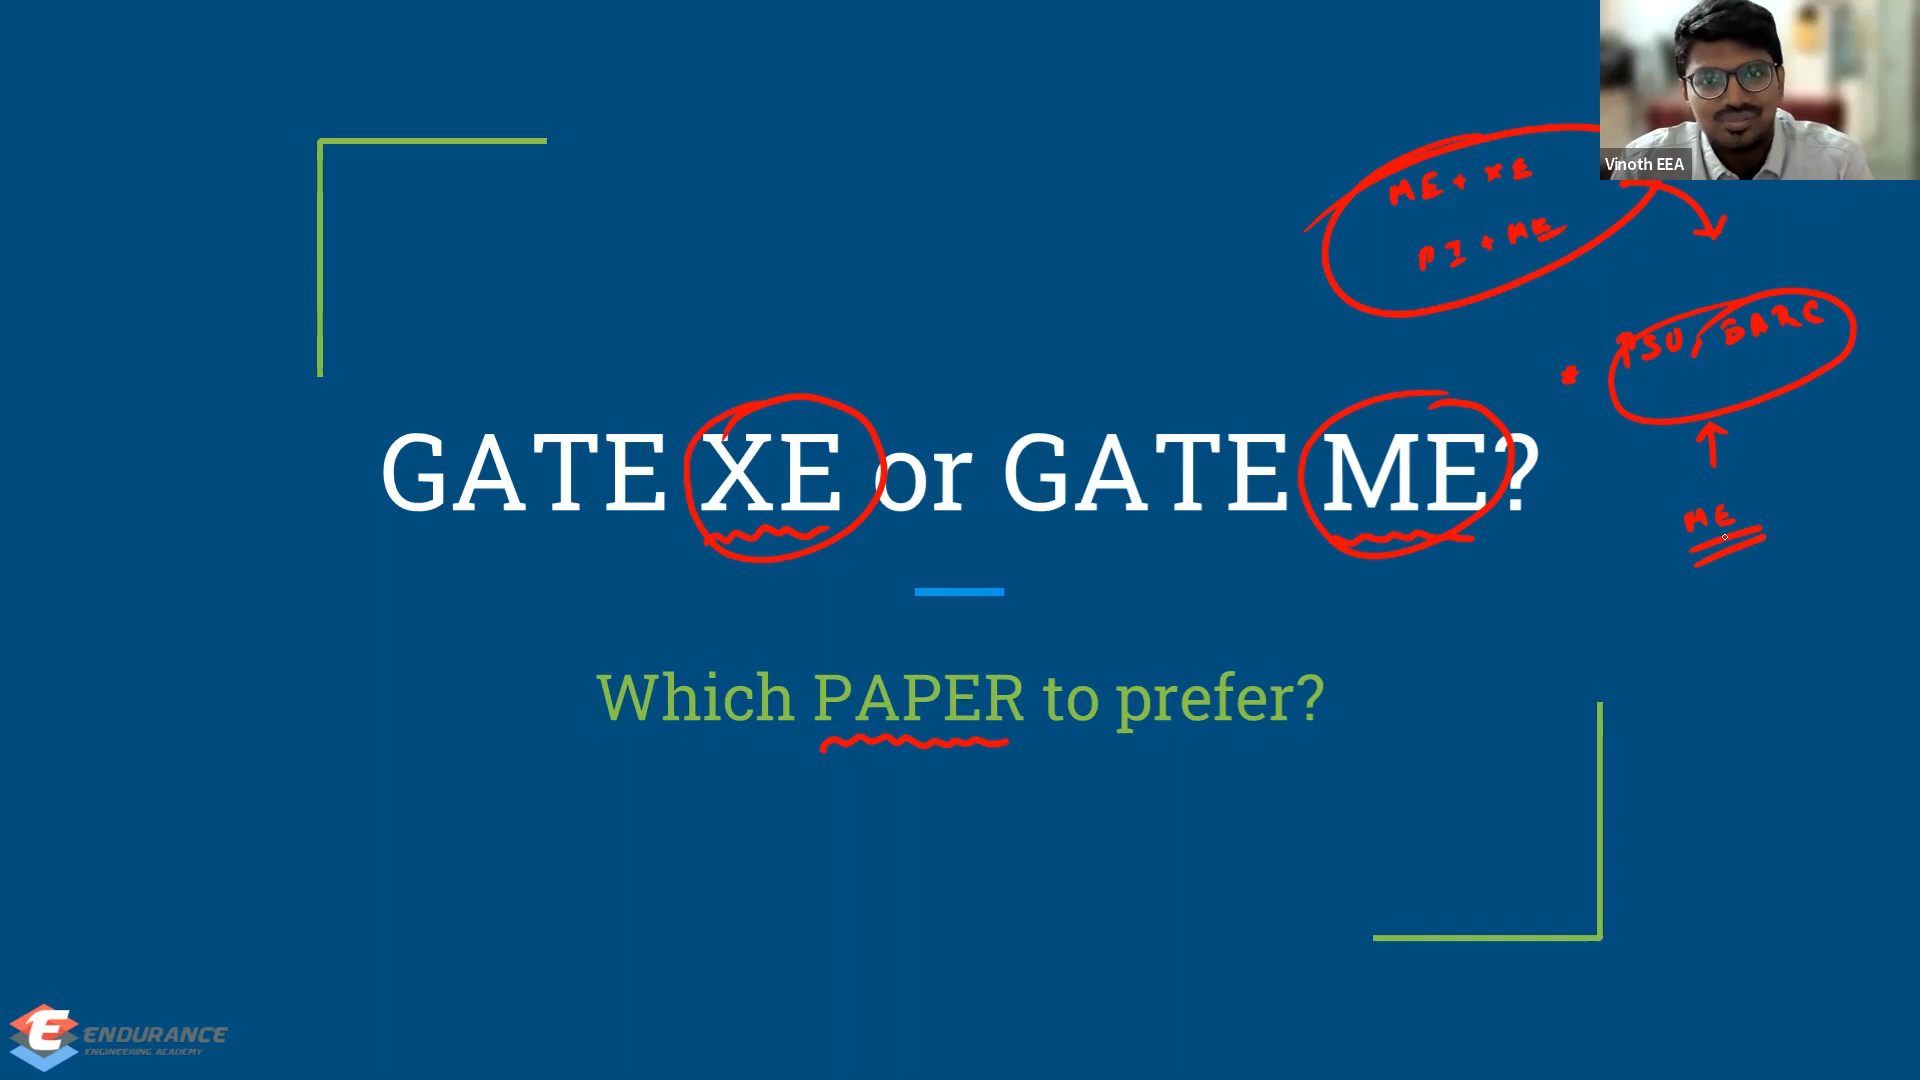 Vinoth EEA
ME + XE
PI + ME
PSU, BARC
*
GATE XE or GATE ME?
ME
Which PAPER to prefer?
E
ENDURANCE
ENGINEERING ACADEMY